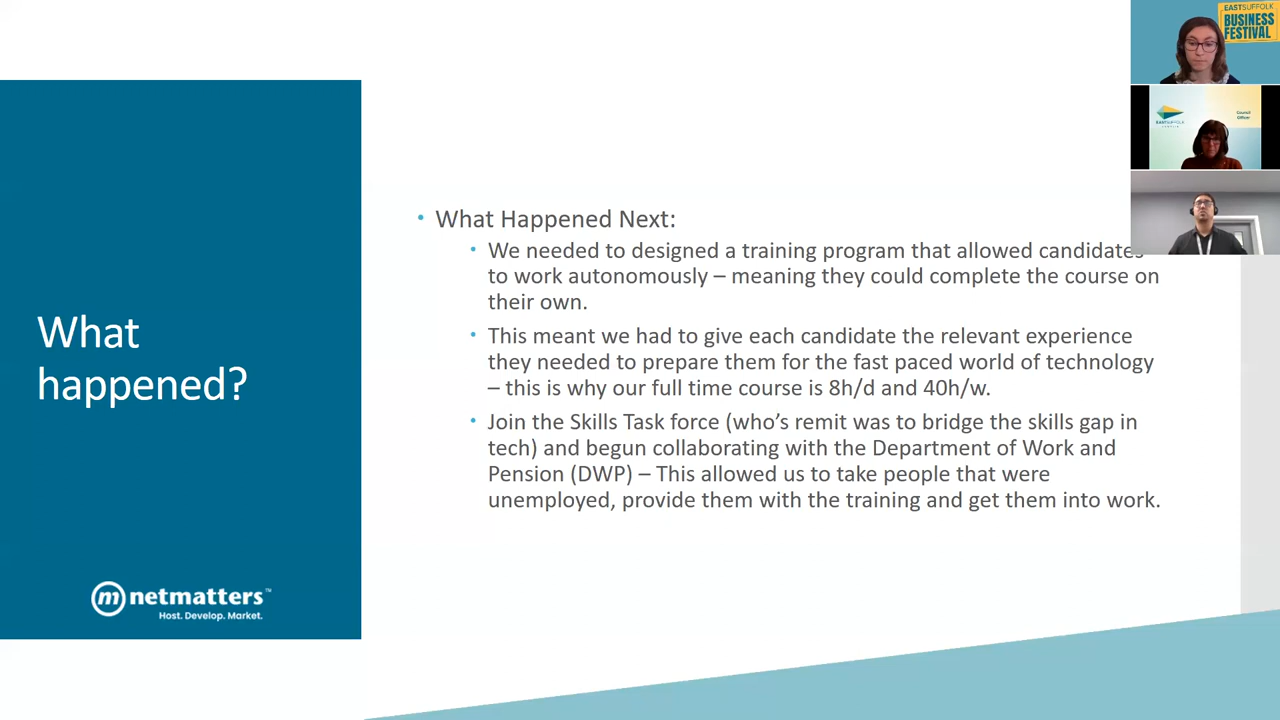 What
happened?
• What Happened Next:
• We needed to designed a training program that allowed candidates
to work autonomously – meaning they could complete the course on
their own.
• This meant we had to give each candidate the relevant experience
they needed to prepare them for the fast paced world of technology
– this is why our full time course is 8h/d and 40h/w.
• Join the Skills Task force (who’s remit was to bridge the skills gap in
tech) and begun collaborating with the Department of Work and
Pension (DWP) – This allowed us to take people that were
unemployed, provide them with the training and get them into work.
m netmatters™
Host. Develop. Market.
EASTSUFFOLK
BUSINESS
FESTIVAL
EASTSUFFOLK
Council
Officer